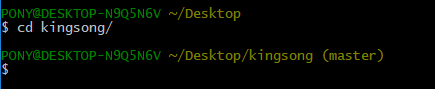 PONY@DESKTOP-N9Q5N6V ~/Desktop
$ cd kingsong/
PONY@DESKTOP-N9Q5N6V ~/Desktop/kingsong (master)
$